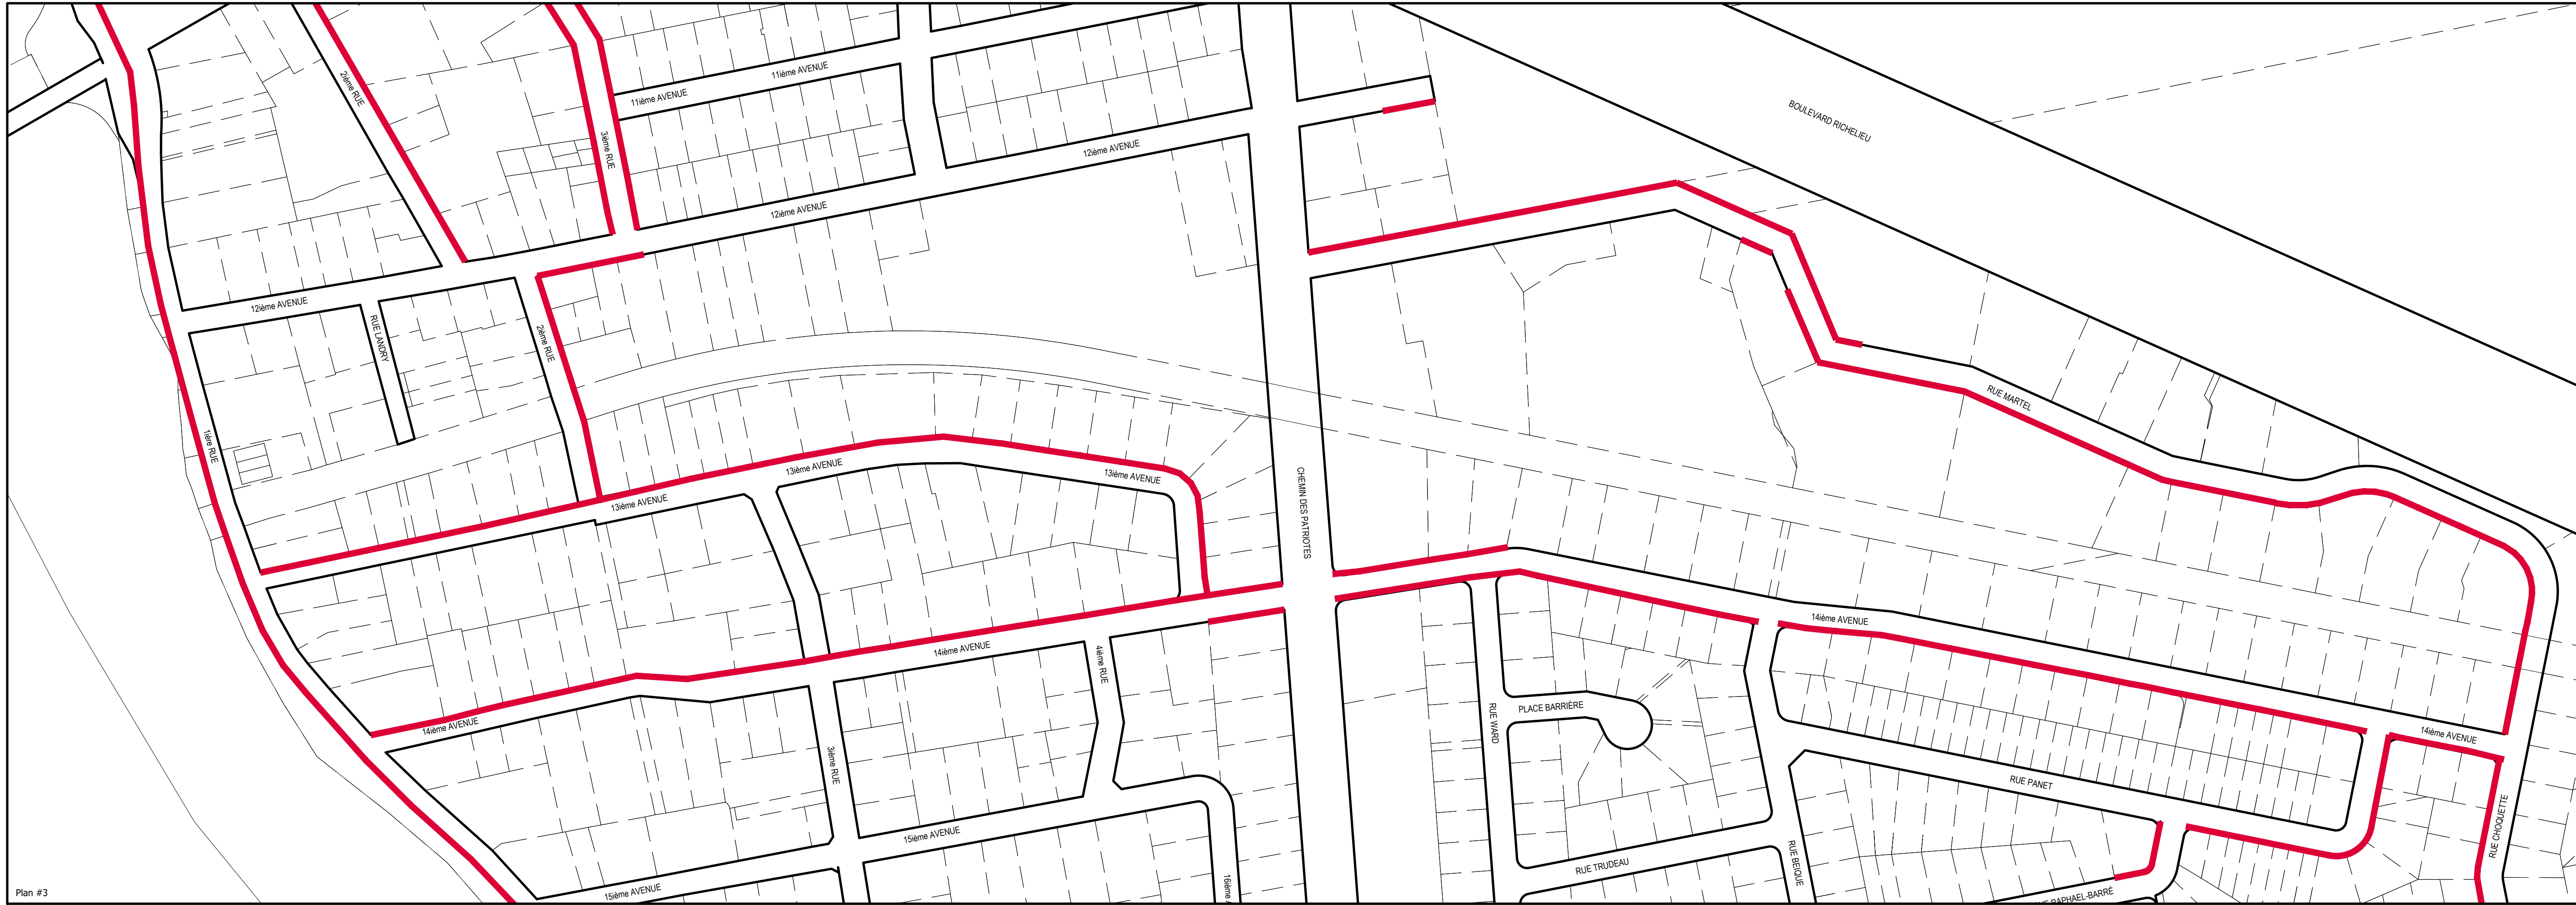 2ième RUE
11ième AVENUE
11ième AVENUE
BOULEVARD RICHELIEU
3ième RUE
12ième AVENUE
12ième AVENUE
12ième AVENUE
RUE LANDRY
2ième RUE
RUE MARTEL
1ière RUE
13ième AVENUE
13ième AVENUE
13ième AVENUE
CHEMIN DES PATRIOTES
14ième AVENUE
14ième AVENUE
4ième RUE
14ième AVENUE
14ième AVENUE
PLACE BARRIÈRE
RUE WARD
3ième RUE
RUE PANET
RUE CHOQUETTE
15ième AVENUE
RUE TRUDEAU
RUE BEIQUE
15ième AVENUE
16ième
RAPHAEL-BARRÉ
Plan #3